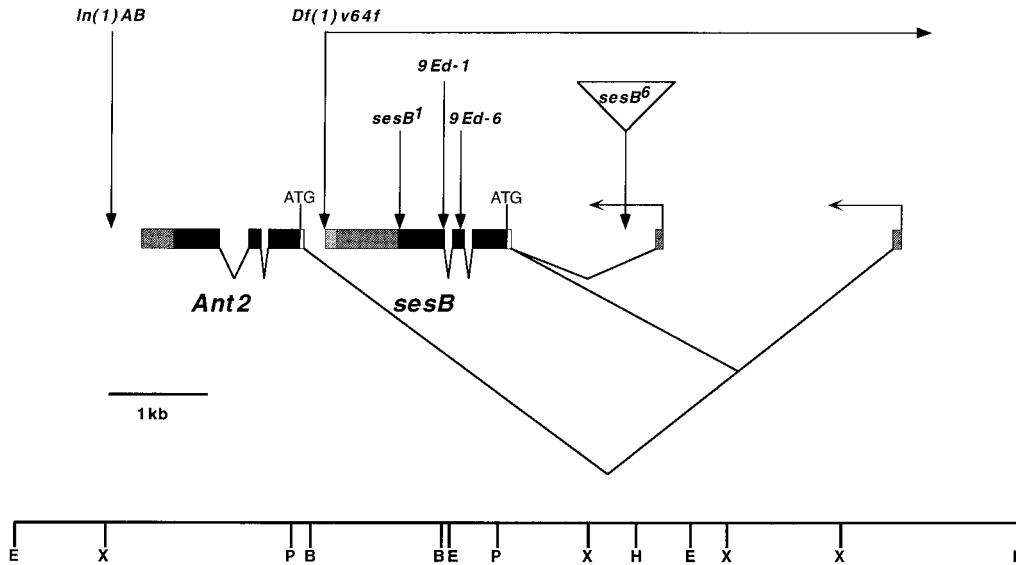 In(1)AB
Df(1)v64f
9Ed-1
sesB6
sesB1
9Ed-6
ATG
ATG
Ant2
sesB
1kb
E X P B B E P X H E X X